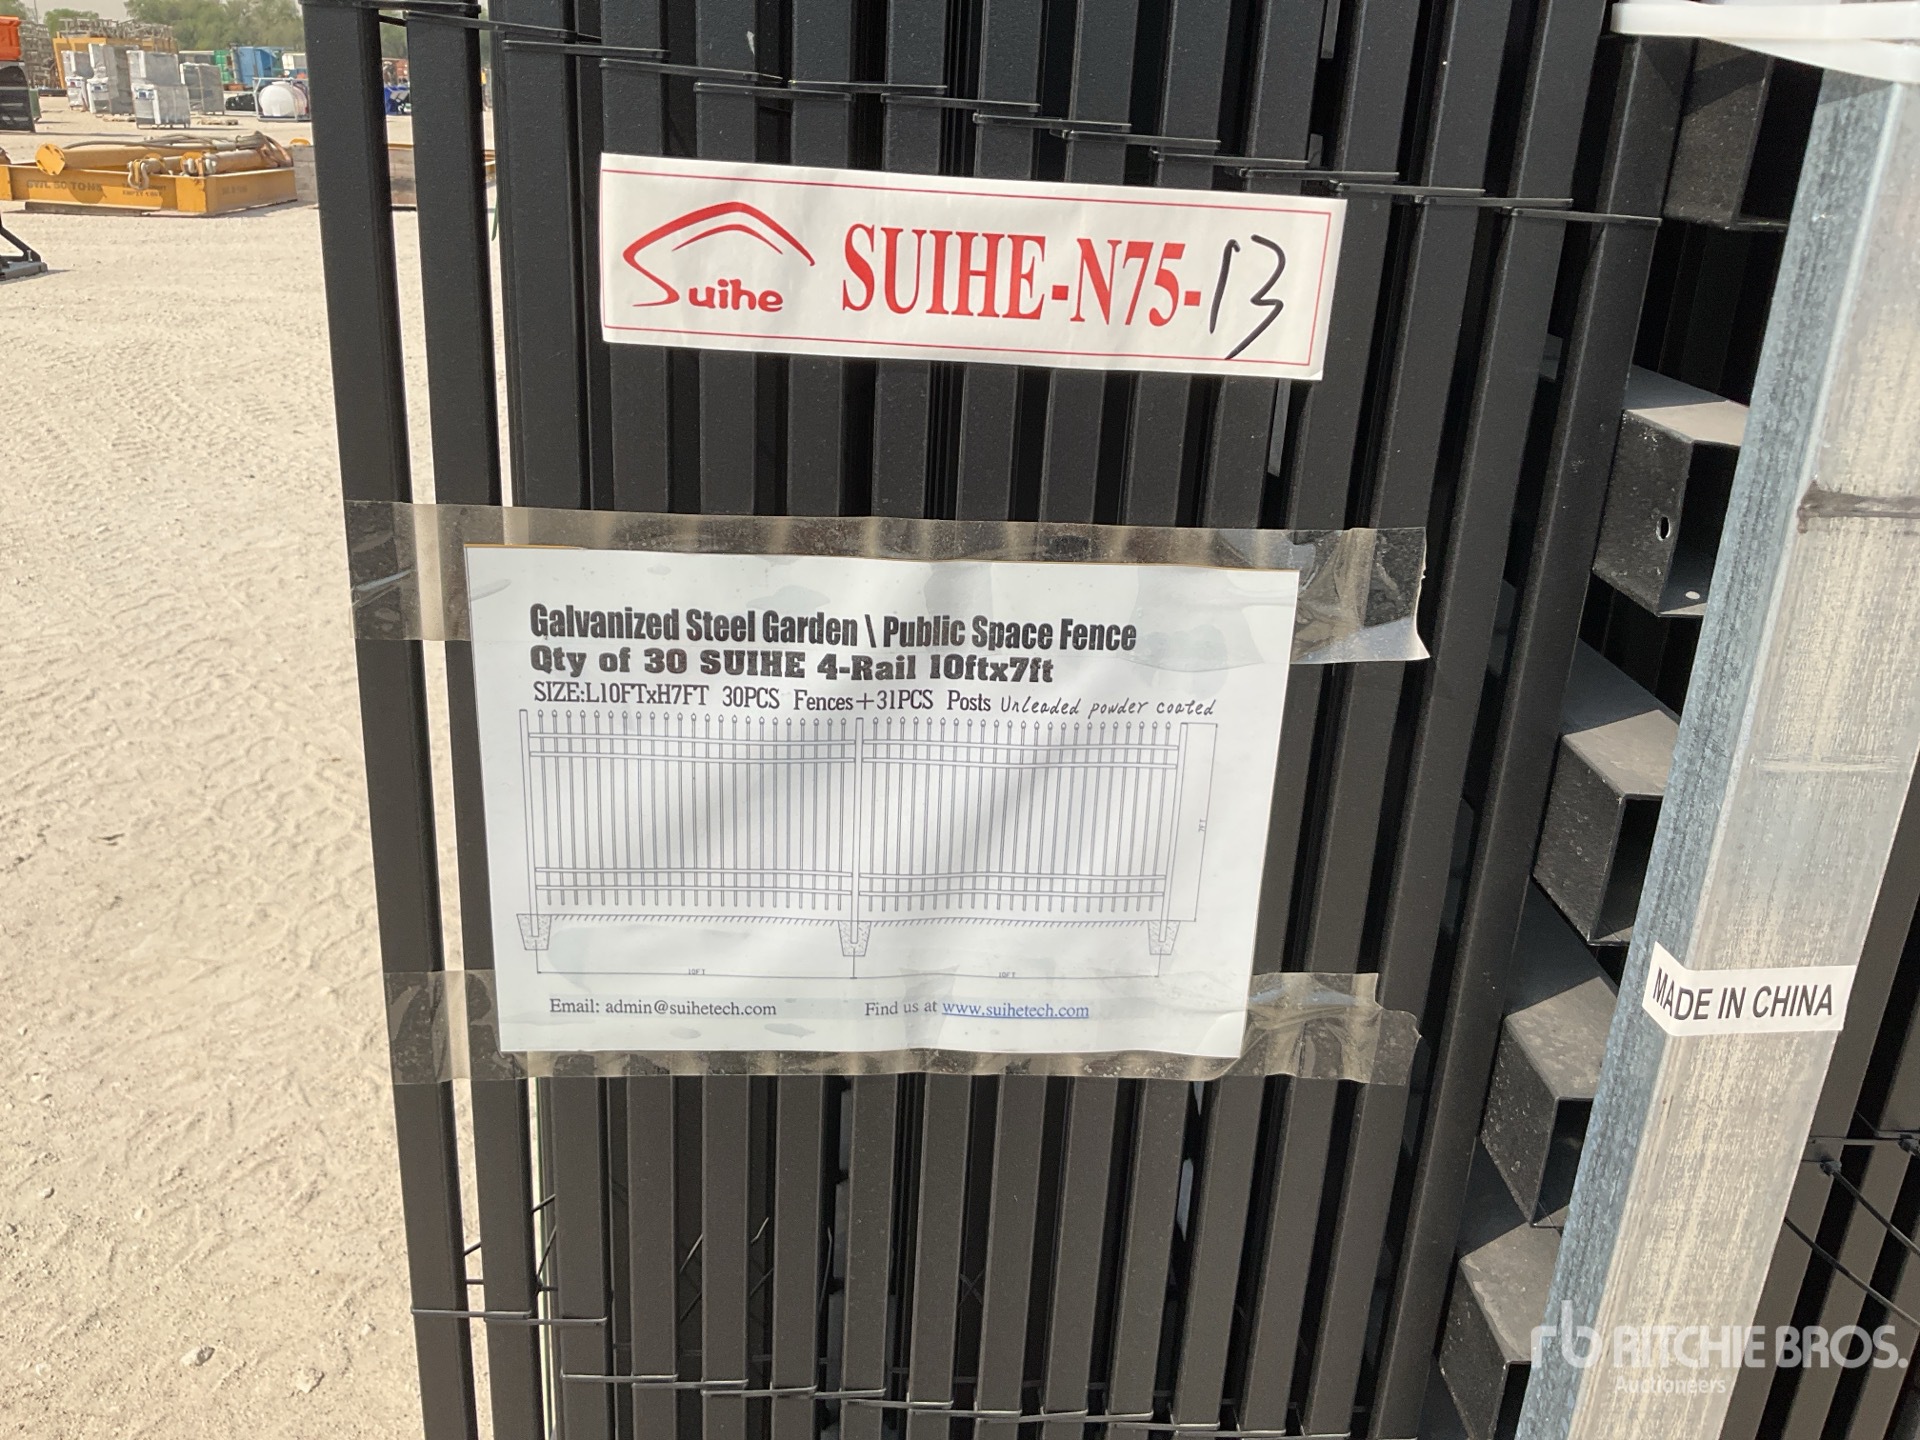 Suihe SUIHE-N75-13
Galvanized Steel Garden \ Public Space Fence
Qty of 30 SUIHE 4-Rail 10ftx7ft
SIZE:L10FTxH7FT 30PCS Fences+31PCS Posts Unleaded powder coated
10FT 10FT
Email: admin@suihetech.com Find us at www.suihetech.com
MADE IN CHINA
rb RITCHIE BROS.
Auctioneers